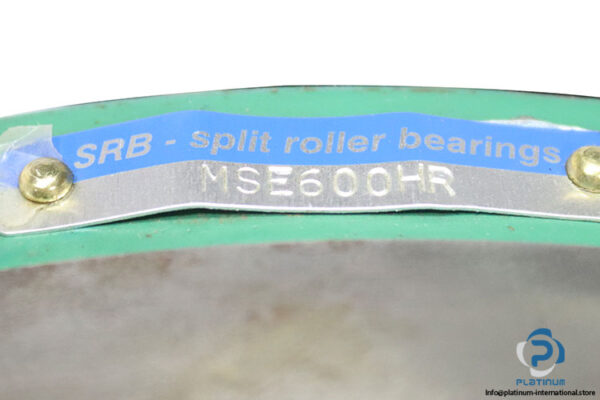 SRB - split roller bearings
MSE600HR
PLATINUM
info@platinum-international.store